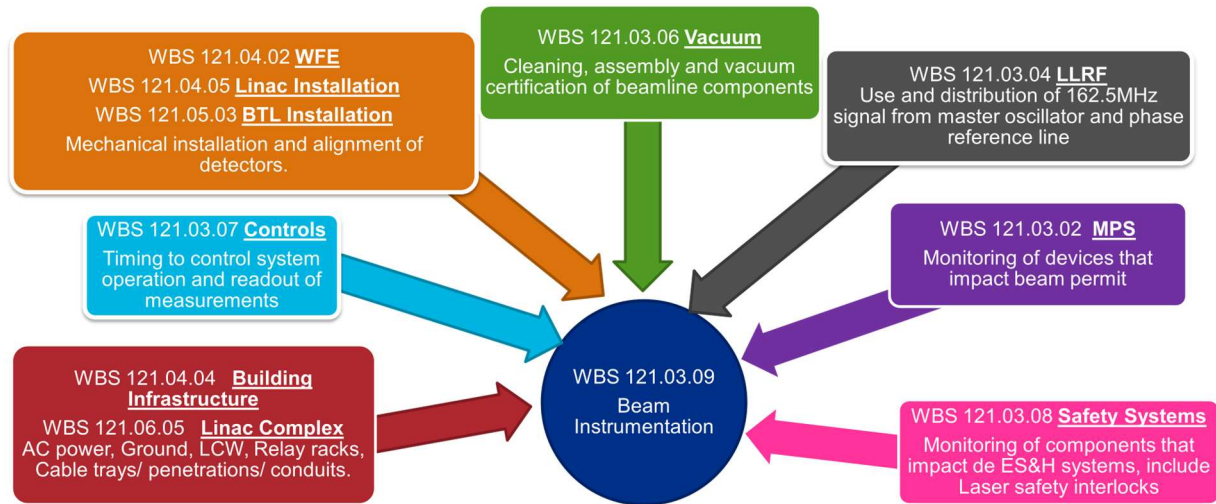 WBS 121.04.02 WFE
WBS 121.04.05 Linac Installation
WBS 121.05.03 BTL Installation
Mechanical installation and alignment of
detectors.
WBS 121.03.06 Vacuum
Cleaning, assembly and vacuum
certification of beamline components
WBS 121.03.04 LLRF
Use and distribution of 162.5MHz
signal from master oscillator and phase
reference line
WBS 121.03.07 Controls
Timing to control system
operation and readout of
measurements
WBS 121.03.02 MPS
Monitoring of devices that
impact beam permit
WBS 121.04.04 Building
Infrastructure
WBS 121.06.05 Linac Complex
AC power, Ground, LCW, Relay racks,
Cable trays/ penetrations/ conduits.
WBS 121.03.09
Beam
Instrumentation
WBS 121.03.08 Safety Systems
Monitoring of components that
impact de ES&H systems, include
Laser safety interlocks